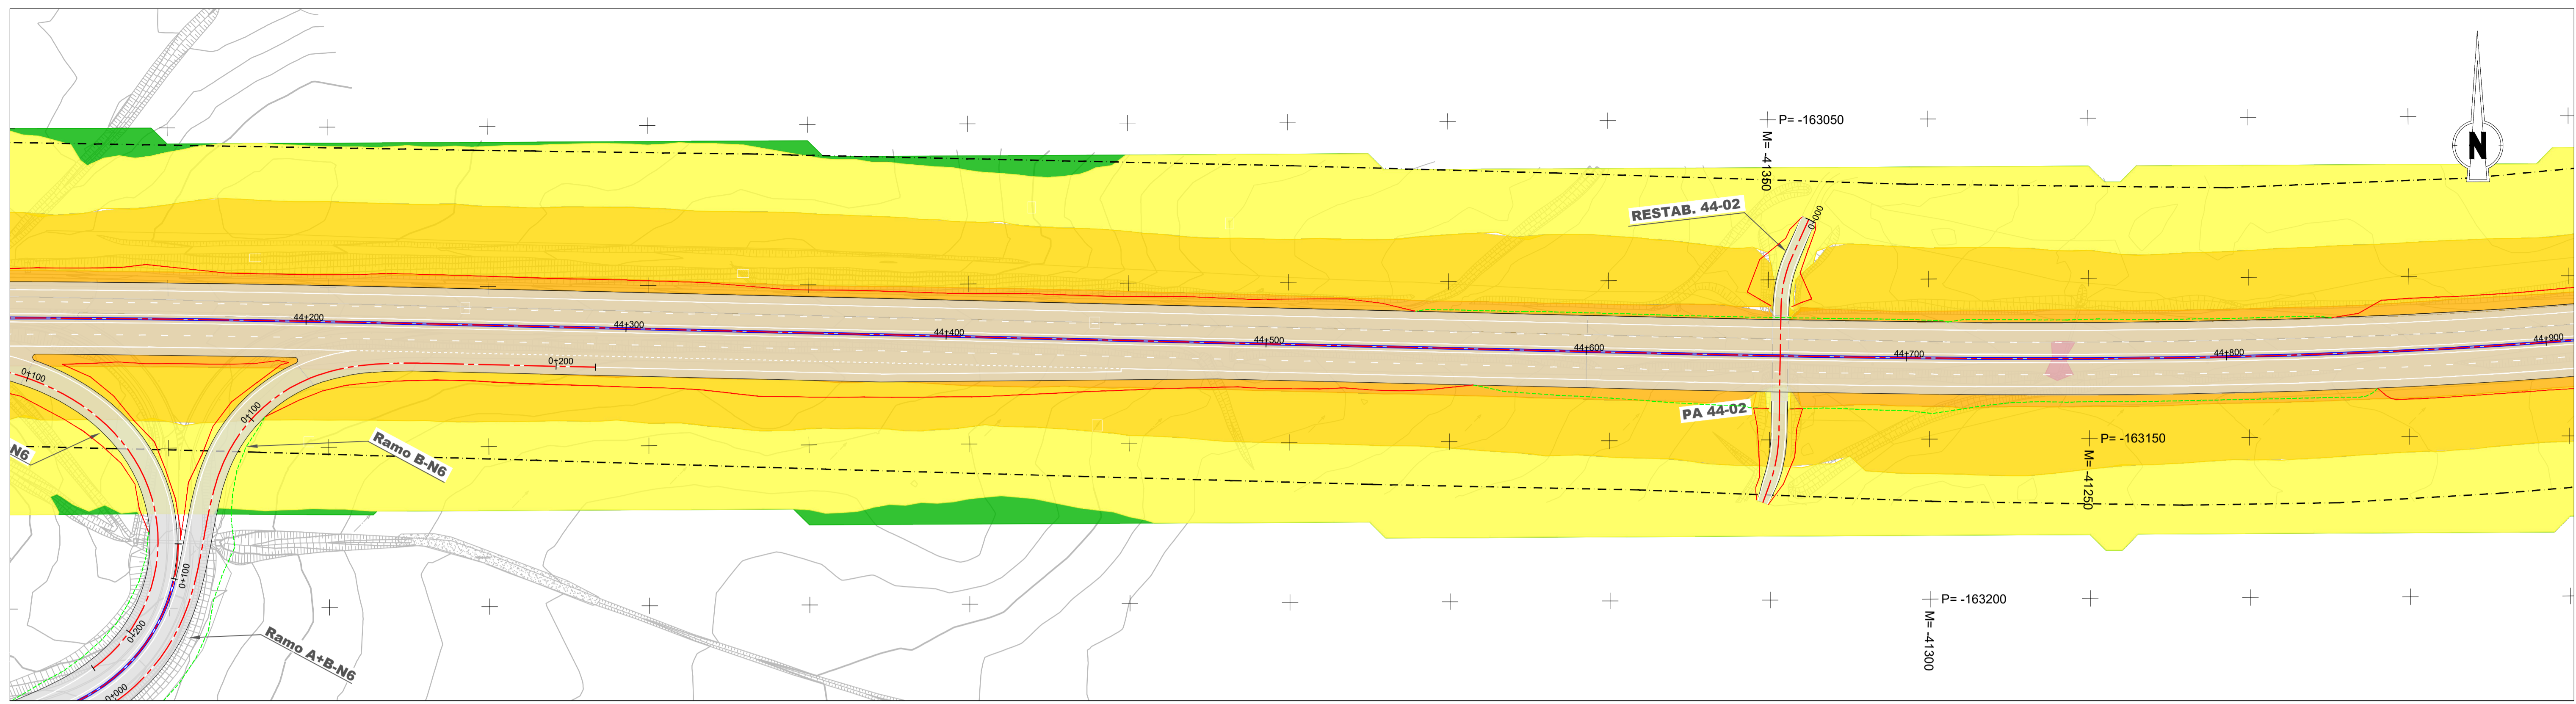 P= -163050
M= -41350
N
RESTAB. 44-02
0+000
44+200
44+300
44+400
44+500
44+600
44+700
44+800
44+900
0+100
0+200
0+100
PA 44-02
N6
Ramo B-N6
P= -163150
M= -41250
0+100
0+200
Ramo A+B-N6
0+000
P= -163200
M= -41300